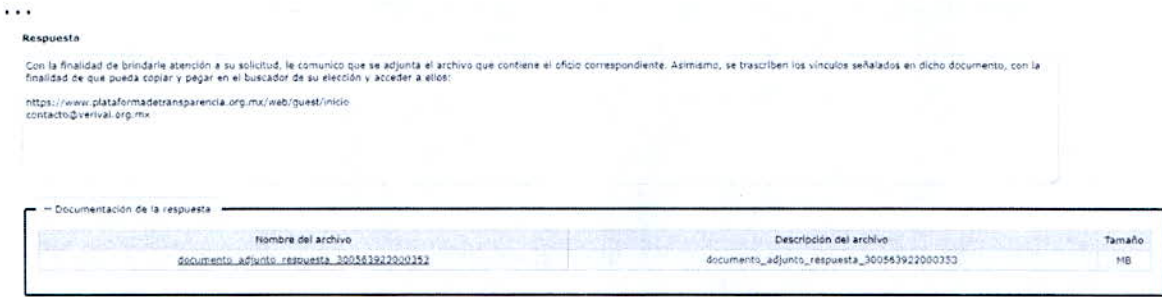 ...
Respuesta
Con la finalidad de brindarle atención a su solicitud, le comunico que se adjunta el archivo que contiene el oficio correspondiente. Asimismo, se trascriben los vínculos señalados en dicho documento, con la
finalidad de que pueda copiar y pegar en el buscador de su elección y acceder a ellos:
https://www.plataformadetransparencia.org.mx/web/guest/inicio
contacto@verivai.org.mx
Documentación de la respuesta
Nombre del archivo Descripción del archivo Tamaño
documento_adjunto_respuesta_300563922000353 documento_adjunto_respuesta_300563922000353 MB